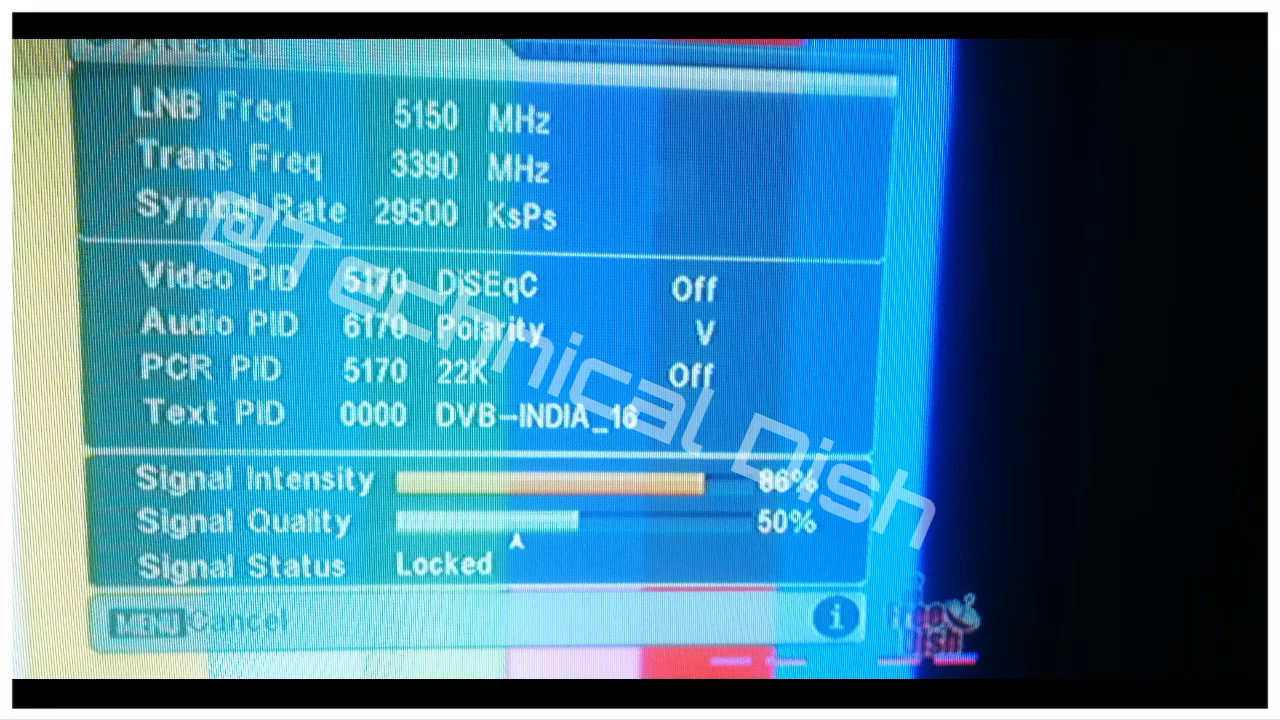 LNB Freq 5150 MHz
Trans Freq 3390 MHz
Symbol Rate 29500 KsPs
Video PID 5170 DiSEqC Off
Audio PID 6170 Polarity V
PCR PID 5170 22K Off
Text PID 0000 DVB-INDIA_16
Signal Intensity 86%
Signal Quality 50%
Signal Status Locked
MENU Cancel i
Free Dish
@Technical Dish